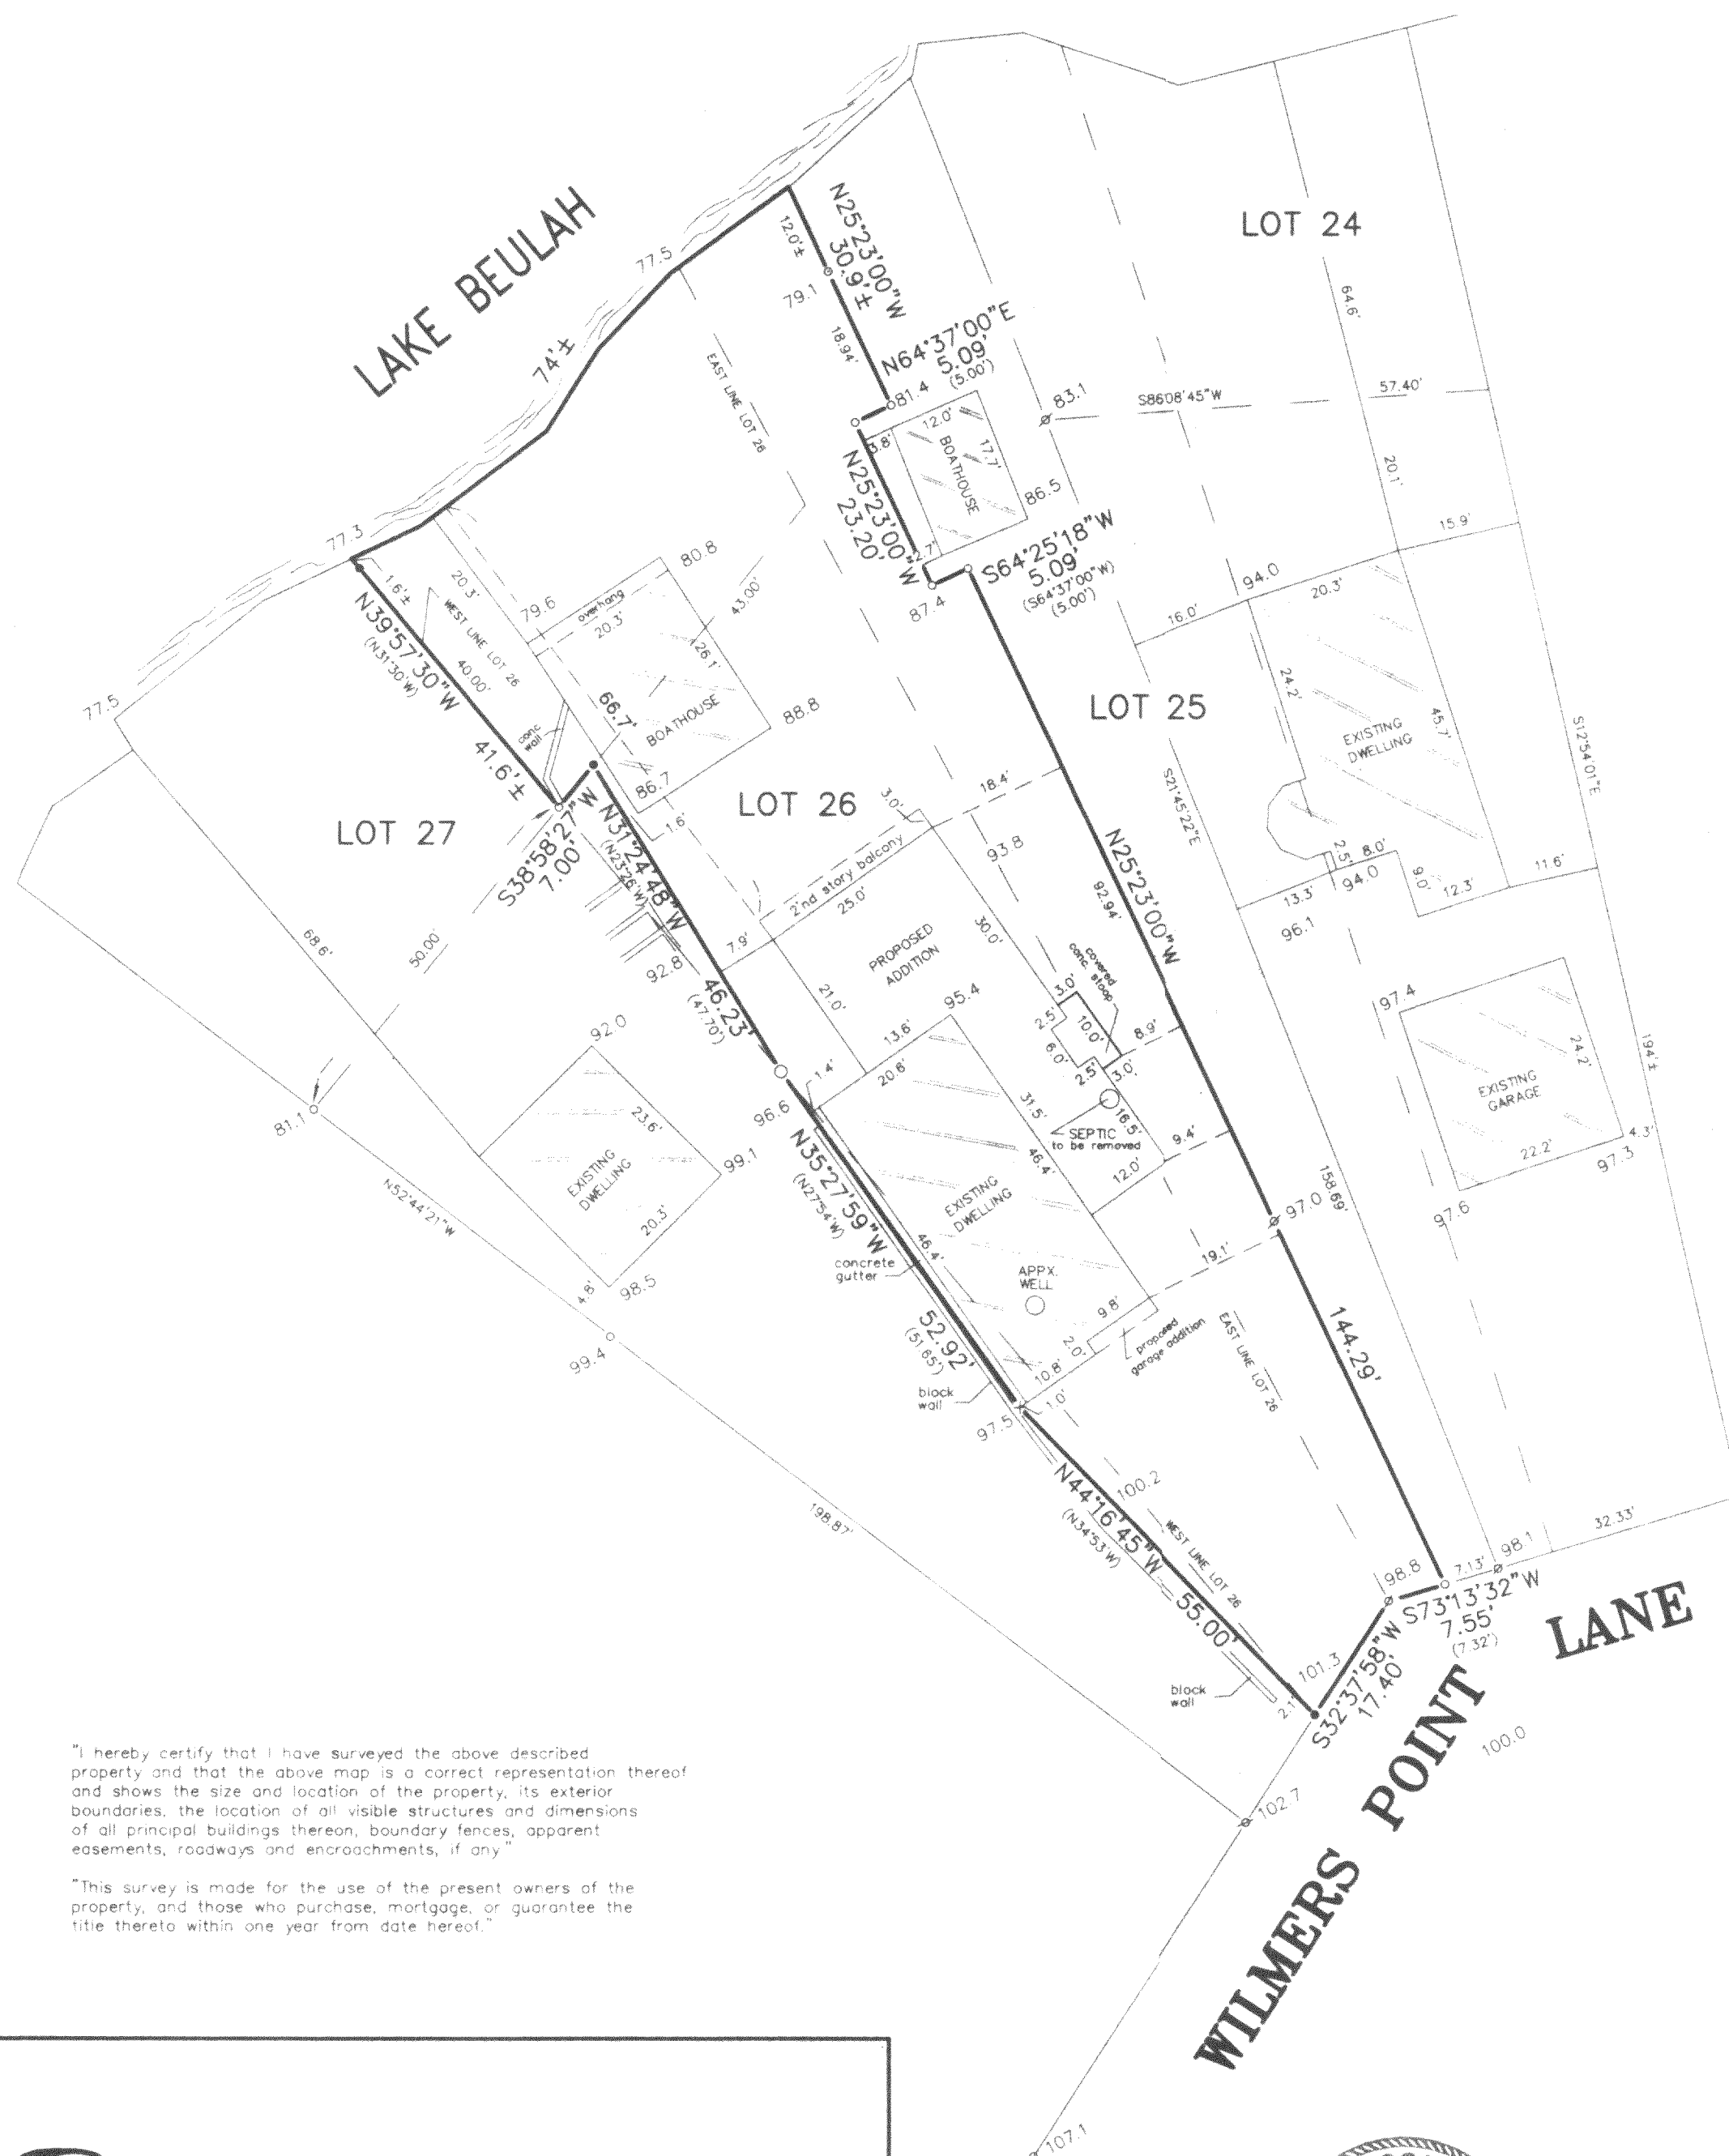 LAKE BEULAH
77.5
74'±
77.3
77.5
12.0'±
N25°23'00"W
30.9'±
79.1
18.94'
N64°37'00"E
5.09'
(5.00')
81.4
83.1
S8608'45"W
57.40'
LOT 24
64.6'
20.1'
15.9'
EAST LINE LOT 26
3.8'
12.0'
17.7'
BOATHOUSE
86.5
2.7'
N25°23'00"W
23.20'
87.4
S64°25'18"W
5.09'
(S64°37'00"W)
(5.00')
94.0
20.3'
16.0'
24.2'
45.7'
EXISTING
DWELLING
S12°54'01"E
LOT 25
S21°45'22"E
1.6'±
WEST LINE LOT 26
20.3'
40.00'
N39°57'30"W
(N31°30'W)
41.6'±
79.6
overhang
20.3'
80.8
43.00'
26.1'
66.7'
BOATHOUSE
88.8
86.7
1.6'
conc
wall
LOT 27
LOT 26
S38°58'27"W
7.00'
N31°24'48"W
(N23°26'W)
46.23'
(47.70')
3.0'
18.4'
93.8
2'nd story balcony
25.0'
7.9'
92.8
PROPOSED
ADDITION
30.0'
21.0'
N25°23'00"W
92.94'
2.5'
8.0'
94.0
9.0'
12.3'
11.6'
13.3'
96.1
68.6'
50.00'
92.0
23.6'
99.1
EXISTING
DWELLING
20.3'
81.1
N52°44'21"W
4.8'
98.5
99.4
covered
conc. stoop
3.0'
10.0'
2.5'
6.0'
2.5'
3.0'
8.9'
95.4
13.6'
20.8'
1.4'
96.6
31.5'
46.4'
SEPTIC
to be removed
16.5'
12.0'
9.4'
97.4
24.2'
EXISTING
GARAGE
22.2'
4.3'
97.3
97.6
194'±
158.69'
97.0
19.1'
144.29'
N35°27'59"W
(N27°54'W)
52.92'
(51.65')
EXISTING
DWELLING
46.4'
concrete
gutter
APPX.
WELL
9.8'
2.0'
10.8'
1.0'
proposed
garage addition
EAST LINE LOT 26
block
wall
97.5
100.2
N44°16'45"W
(N34°53'W)
WEST LINE LOT 26
55.00'
198.87'
98.8
7.13'
98.1
32.33'
S73°13'32"W
7.55'
(7.32')
101.3
S32°37'58"W
17.40'
block
wall
2.1'
102.7
100.0
WILMERS POINT LANE
107.1
"I hereby certify that I have surveyed the above described
property and that the above map is a correct representation thereof
and shows the size and location of the property, its exterior
boundaries, the location of all visible structures and dimensions
of all principal buildings thereon, boundary fences, apparent
easements, roadways and encroachments, if any."
"This survey is made for the use of the present owners of the
property, and those who purchase, mortgage, or guarantee the
title thereto within one year from date hereof."